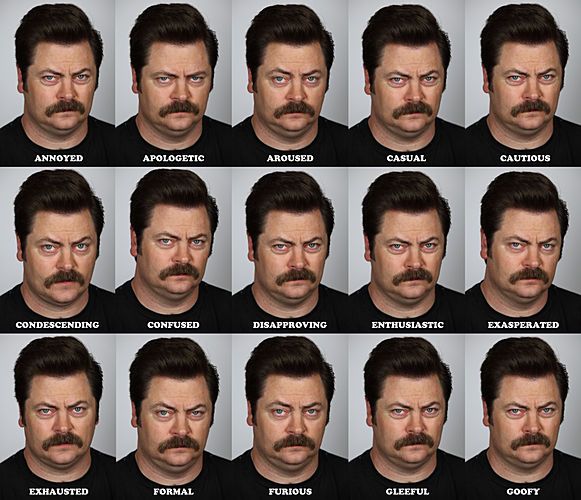 ANNOYED
APOLOGETIC
AROUSED
CASUAL
CAUTIOUS
CONDESCENDING
CONFUSED
DISAPPROVING
ENTHUSIASTIC
EXASPERATED
EXHAUSTED
FORMAL
FURIOUS
GLEEFUL
GOOFY